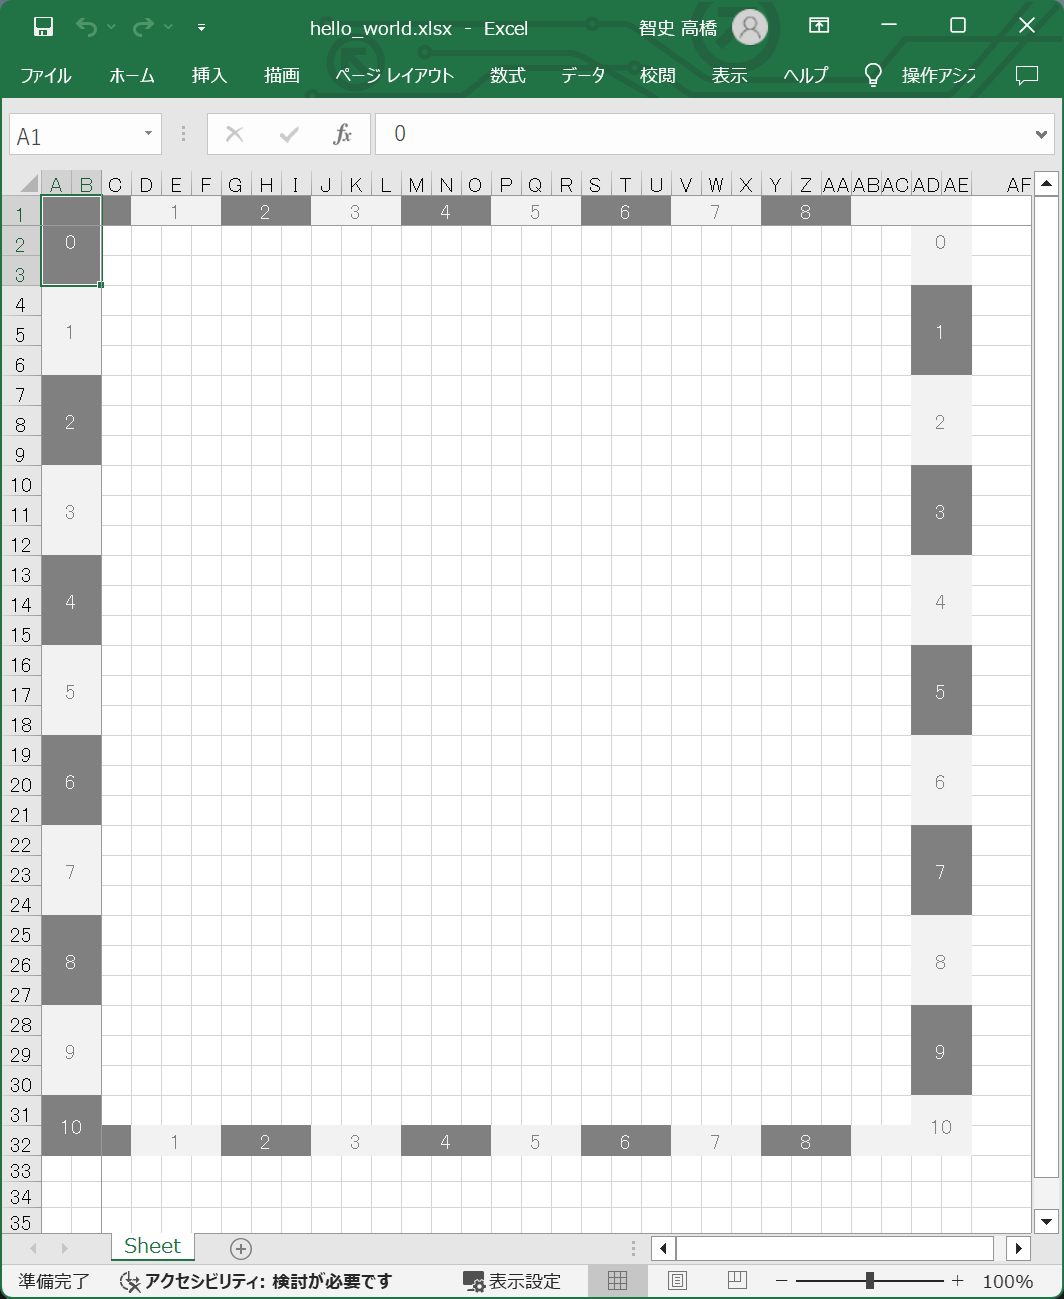 hello_world.xlsx - Excel 智史 高橋
ファイル ホーム 挿入 描画 ページ レイアウト 数式 データ 校閲 表示 ヘルプ 操作アシス
A1 fx 0
A B C D E F G H I J K L M N O P Q R S T U V W X Y Z AA AB AC AD AE AF
1 1 2 3 4 5 6 7 8
2 0 0
3
4
5 1 1
6
7
8 2 2
9
10
11 3 3
12
13
14 4 4
15
16
17 5 5
18
19
20 6 6
21
22
23 7 7
24
25
26 8 8
27
28
29 9 9
30
31 10 10
32 1 2 3 4 5 6 7 8
33
34
35
Sheet
準備完了 アクセシビリティ: 検討が必要です 表示設定 100%